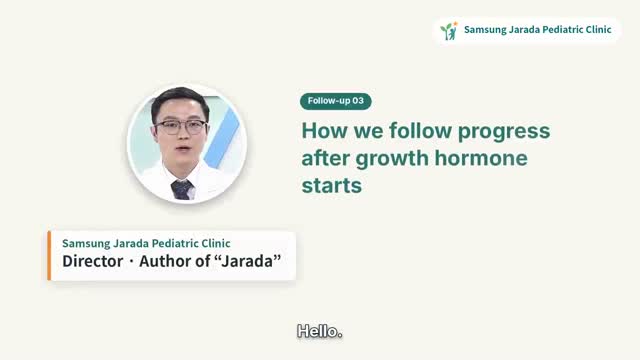 Samsung Jarada Pediatric Clinic
Follow-up 03
How we follow progress
after growth hormone
starts
Samsung Jarada Pediatric Clinic
Director · Author of “Jarada”
Hello.